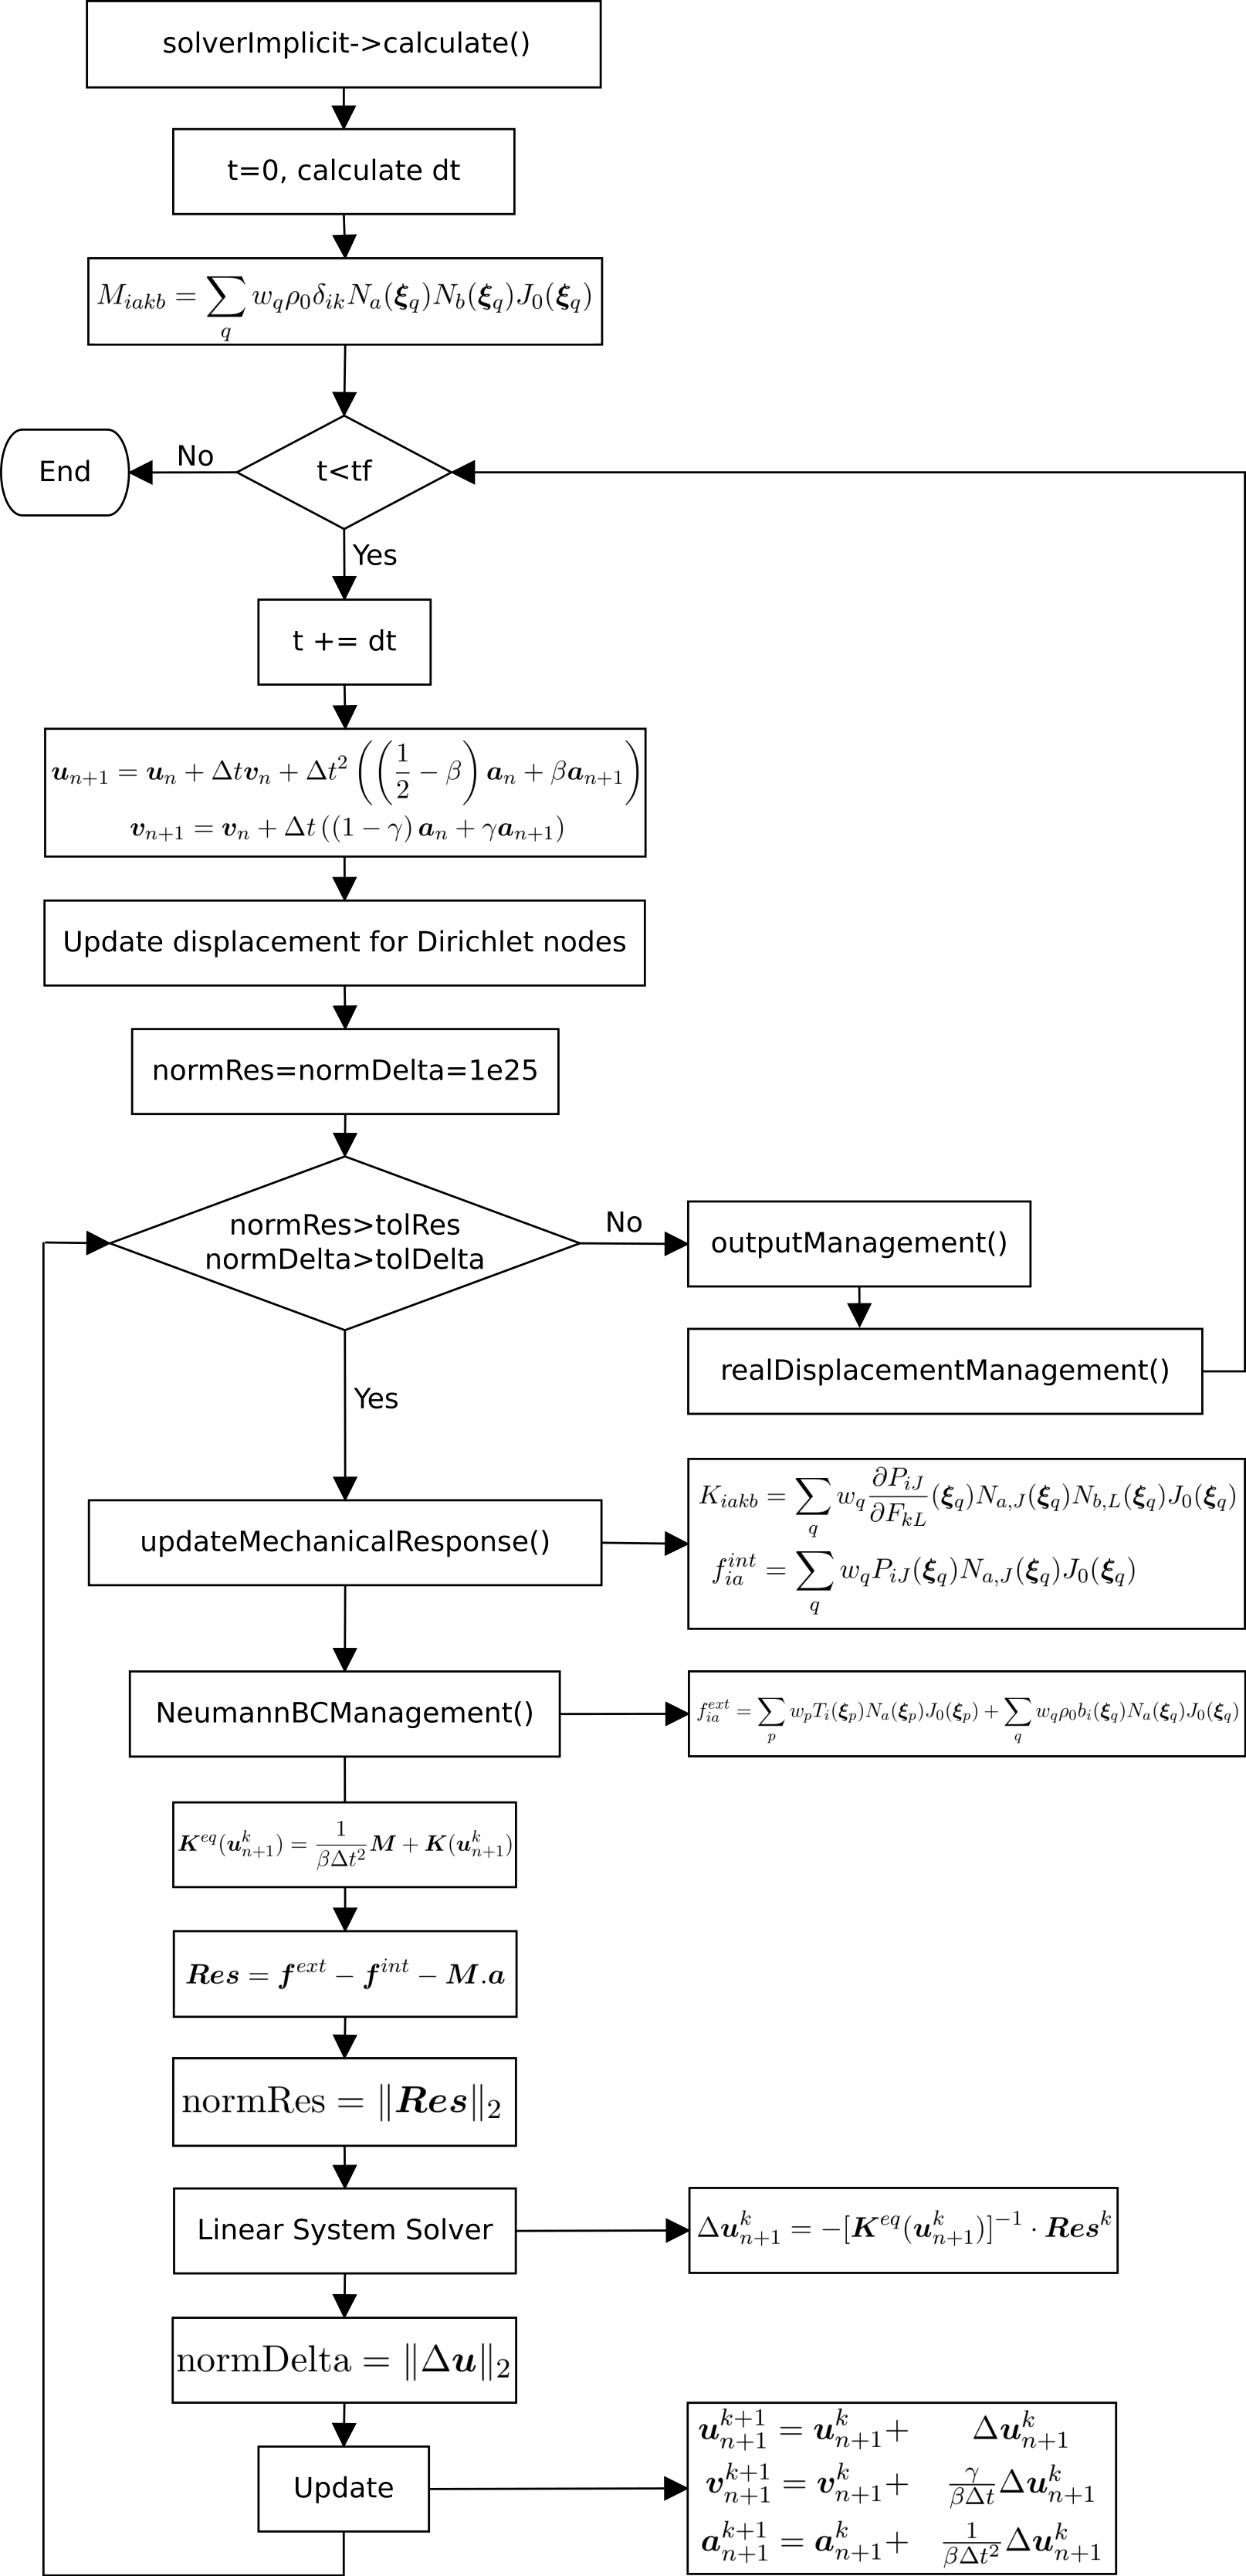 solverImplicit->calculate()
t=0, calculate dt
$M_{iakb} = \sum_{q} w_q \rho_0 \delta_{ik} N_a(\boldsymbol{\xi}_q) N_b(\boldsymbol{\xi}_q) J_0(\boldsymbol{\xi}_q)$
End
No
t<tf
Yes
t += dt
$\boldsymbol{u}_{n+1} = \boldsymbol{u}_n + \Delta t \boldsymbol{v}_n + \Delta t^2 \left( \left( \frac{1}{2} - \beta \right) \boldsymbol{a}_n + \beta \boldsymbol{a}_{n+1} \right)$
$\boldsymbol{v}_{n+1} = \boldsymbol{v}_n + \Delta t \left( (1 - \gamma) \boldsymbol{a}_n + \gamma \boldsymbol{a}_{n+1} \right)$
Update displacement for Dirichlet nodes
normRes=normDelta=1e25
normRes>tolRes
normDelta>tolDelta
No
outputManagement()
realDisplacementManagement()
Yes
updateMechanicalResponse()
$K_{iakb} = \sum_{q} w_q \frac{\partial P_{iJ}}{\partial F_{kL}}(\boldsymbol{\xi}_q) N_{a,J}(\boldsymbol{\xi}_q) N_{b,L}(\boldsymbol{\xi}_q) J_0(\boldsymbol{\xi}_q)$
$f_{ia}^{int} = \sum_{q} w_q P_{iJ}(\boldsymbol{\xi}_q) N_{a,J}(\boldsymbol{\xi}_q) J_0(\boldsymbol{\xi}_q)$
NeumannBCManagement()
$f_{ia}^{ext} = \sum_{p} w_p T_i(\boldsymbol{\xi}_p) N_a(\boldsymbol{\xi}_p) J_0(\boldsymbol{\xi}_p) + \sum_{q} w_q \rho_0 b_i(\boldsymbol{\xi}_q) N_a(\boldsymbol{\xi}_q) J_0(\boldsymbol{\xi}_q)$
$\boldsymbol{K}^{eq}(\boldsymbol{u}_{n+1}^k) = \frac{1}{\beta \Delta t^2} \boldsymbol{M} + \boldsymbol{K}(\boldsymbol{u}_{n+1}^k)$
$\boldsymbol{Res} = \boldsymbol{f}^{ext} - \boldsymbol{f}^{int} - \boldsymbol{M}.\boldsymbol{a}$
$\text{normRes} = \|\boldsymbol{Res}\|_2$
Linear System Solver
$\Delta \boldsymbol{u}_{n+1}^k = -[\boldsymbol{K}^{eq}(\boldsymbol{u}_{n+1}^k)]^{-1} \cdot \boldsymbol{Res}^k$
$\text{normDelta} = \|\Delta \boldsymbol{u}\|_2$
Update
$\boldsymbol{u}_{n+1}^{k+1} = \boldsymbol{u}_{n+1}^k + \Delta \boldsymbol{u}_{n+1}^k$
$\boldsymbol{v}_{n+1}^{k+1} = \boldsymbol{v}_{n+1}^k + \frac{\gamma}{\beta \Delta t} \Delta \boldsymbol{u}_{n+1}^k$
$\boldsymbol{a}_{n+1}^{k+1} = \boldsymbol{a}_{n+1}^k + \frac{1}{\beta \Delta t^2} \Delta \boldsymbol{u}_{n+1}^k$